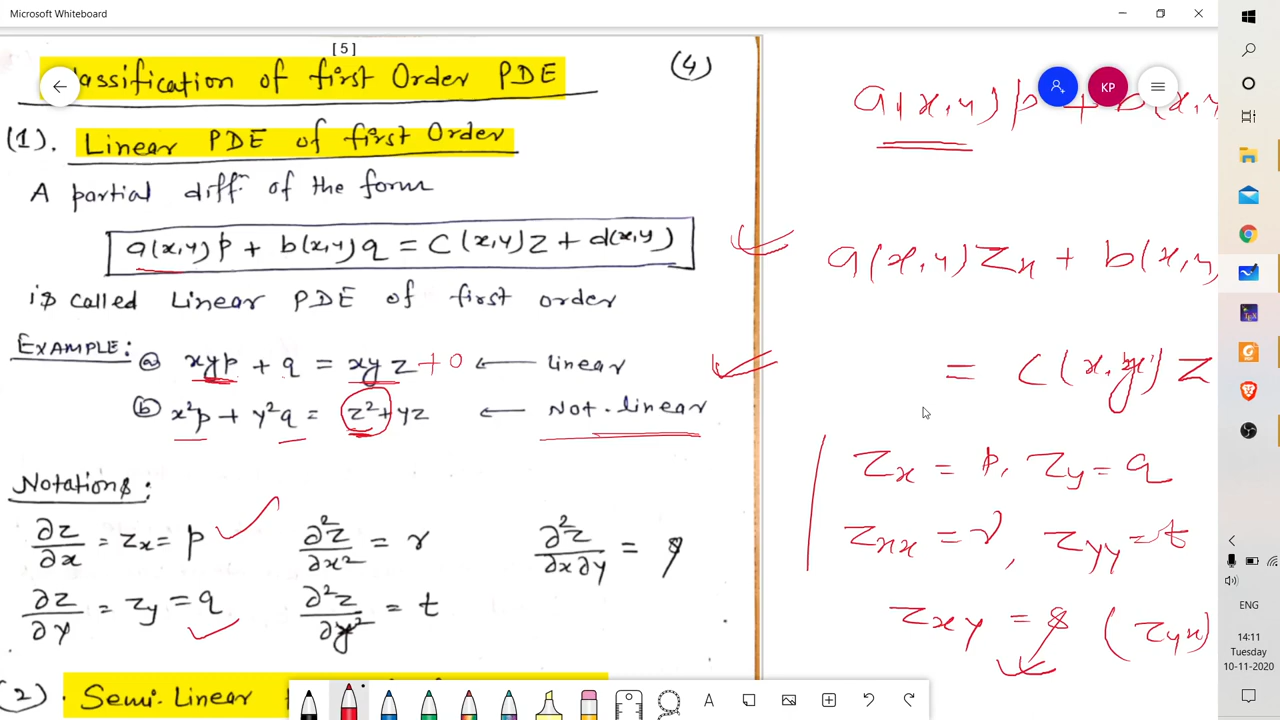 Microsoft Whiteboard
[5]
(4)
assification of first Order PDE
(1). Linear PDE of first Order
A partial diffⁿ of the form
a(x,y)p + b(x,y)q = C(x,y)z + d(x,y)
is called Linear PDE of first order
EXAMPLE: (a) xyp + q = xyz + 0 ← linear
(b) x²p + y²q = z² + yz ← Not-linear
Notations:
∂z/∂x = zx = p
∂²z/∂x² = r
∂²z/∂x∂y = s
∂z/∂y = zy = q
∂²z/∂y² = t
(2). Semi-Linear
a(x,y)p + b(x,y
a(x,y)Zx + b(x,y
= C(x,y)Z
Zx = p, Zy = q
Zxx = r, Zyy = t
Zxy = s (Zyx)
KP
A
ENG
14:11
Tuesday
10-11-2020